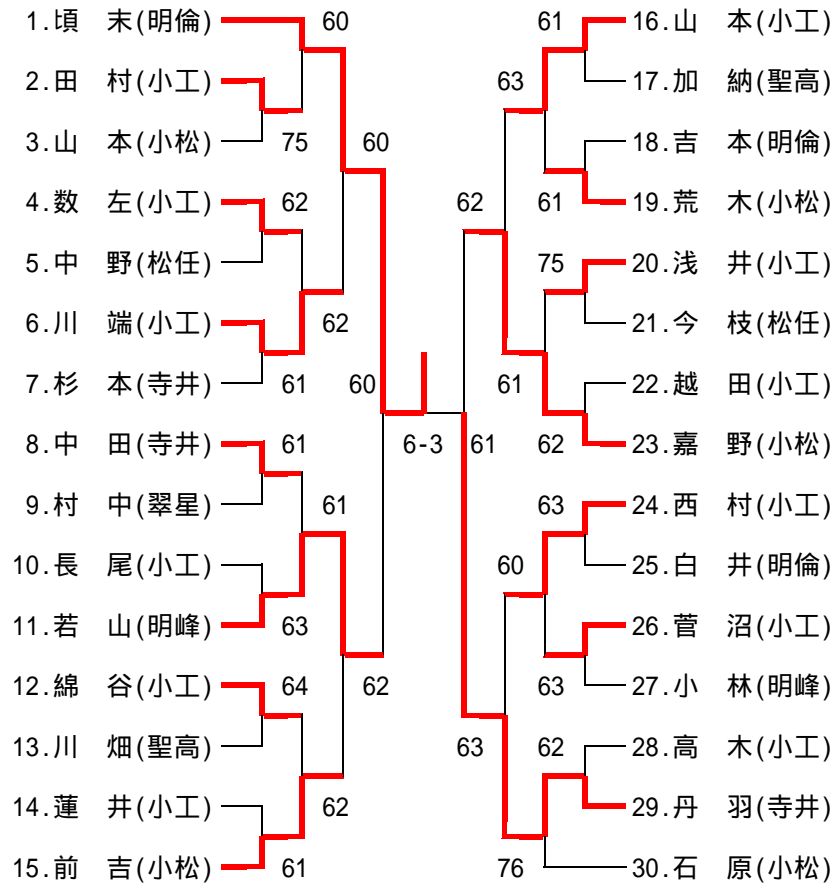 1.頃　末(明倫) 60 61 16.山　本(小工)
2.田　村(小工) 63 17.加　納(聖高)
3.山　本(小松) 75 60 18.吉　本(明倫)
4.数　左(小工) 62 62 61 19.荒　木(小松)
5.中　野(松任) 75 20.浅　井(小工)
6.川　端(小工) 62 21.今　枝(松任)
7.杉　本(寺井) 61 60 61 22.越　田(小工)
8.中　田(寺井) 61 6-3 61 62 23.嘉　野(小松)
9.村　中(翠星) 61 63 24.西　村(小工)
10.長　尾(小工) 60 25.白　井(明倫)
11.若　山(明峰) 63 26.菅　沼(小工)
12.綿　谷(小工) 64 62 63 27.小　林(明峰)
13.川　畑(聖高) 63 62 28.高　木(小工)
14.蓮　井(小工) 62 29.丹　羽(寺井)
15.前　吉(小松) 61 76 30.石　原(小松)